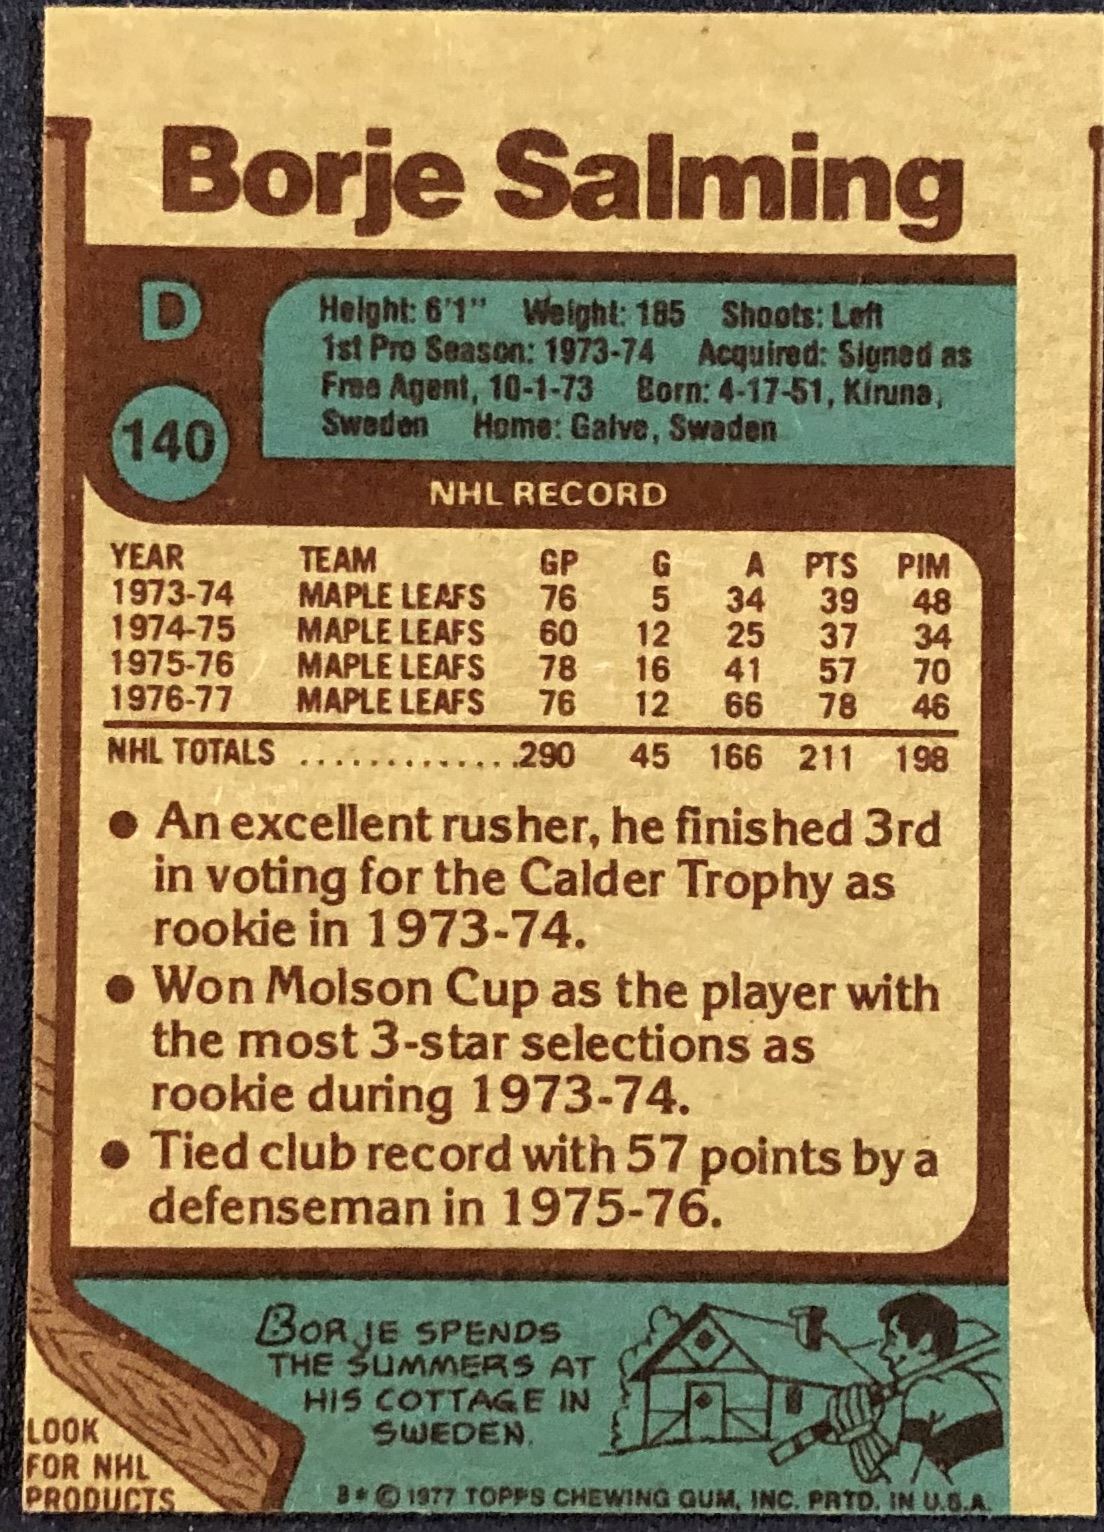 Borje Salming
D
140
Height: 6'1" Weight: 185 Shoots: Left
1st Pro Season: 1973-74 Acquired: Signed as
Free Agent, 10-1-73 Born: 4-17-51, Kiruna,
Sweden Home: Galve, Sweden
NHL RECORD
YEAR TEAM GP G A PTS PIM
1973-74 MAPLE LEAFS 76 5 34 39 48
1974-75 MAPLE LEAFS 60 12 25 37 34
1975-76 MAPLE LEAFS 78 16 41 57 70
1976-77 MAPLE LEAFS 76 12 66 78 46
NHL TOTALS .............290 45 166 211 198
● An excellent rusher, he finished 3rd
in voting for the Calder Trophy as
rookie in 1973-74.
● Won Molson Cup as the player with
the most 3-star selections as
rookie during 1973-74.
● Tied club record with 57 points by a
defenseman in 1975-76.
BORJE SPENDS
THE SUMMERS AT
HIS COTTAGE IN
SWEDEN.
LOOK
FOR NHL
PRODUCTS
B * © 1977 TOPPS CHEWING GUM, INC. PRTD. IN U.S.A.